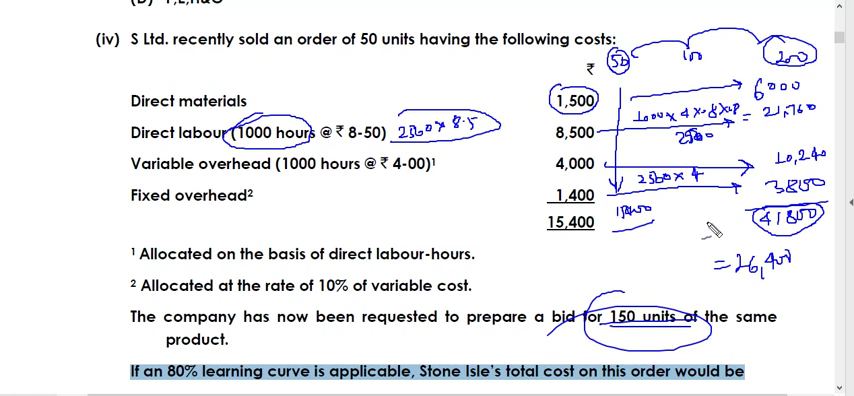 (iv) S Ltd. recently sold an order of 50 units having the following costs:
50 100 200
₹
Direct materials 1,500 6000
1000 × 4 × .8 × .8 = 21,760
Direct labour (1000 hours @ ₹ 8-50) 2560 × 8.5 8,500
Variable overhead (1000 hours @ ₹ 4-00)¹ 4,000 10,240
2560 × 4
Fixed overhead² 1,400 3800
15,400 15400 41800
= 26,400
¹ Allocated on the basis of direct labour-hours.
² Allocated at the rate of 10% of variable cost.
The company has now been requested to prepare a bid for 150 units of the same
product.
If an 80% learning curve is applicable, Stone Isle's total cost on this order would be